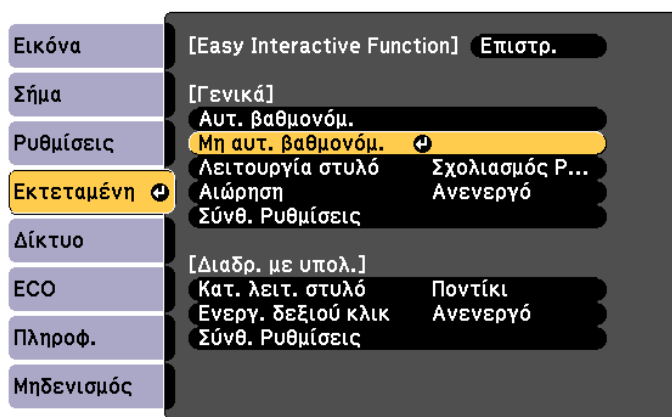 Εικόνα
Σήμα
Ρυθμίσεις
Εκτεταμένη
Δίκτυο
ECO
Πληροφ.
Μηδενισμός
[Easy Interactive Function] Επιστρ.
[Γενικά]
Αυτ. βαθμονόμ.
Μη αυτ. βαθμονόμ.
Λειτουργία στυλό Σχολιασμός Ρ...
Αιώρηση Ανενεργό
Σύνθ. Ρυθμίσεις
[Διαδρ. με υπολ.]
Κατ. λειτ. στυλό Ποντίκι
Ενεργ. δεξιού κλικ Ανενεργό
Σύνθ. Ρυθμίσεις